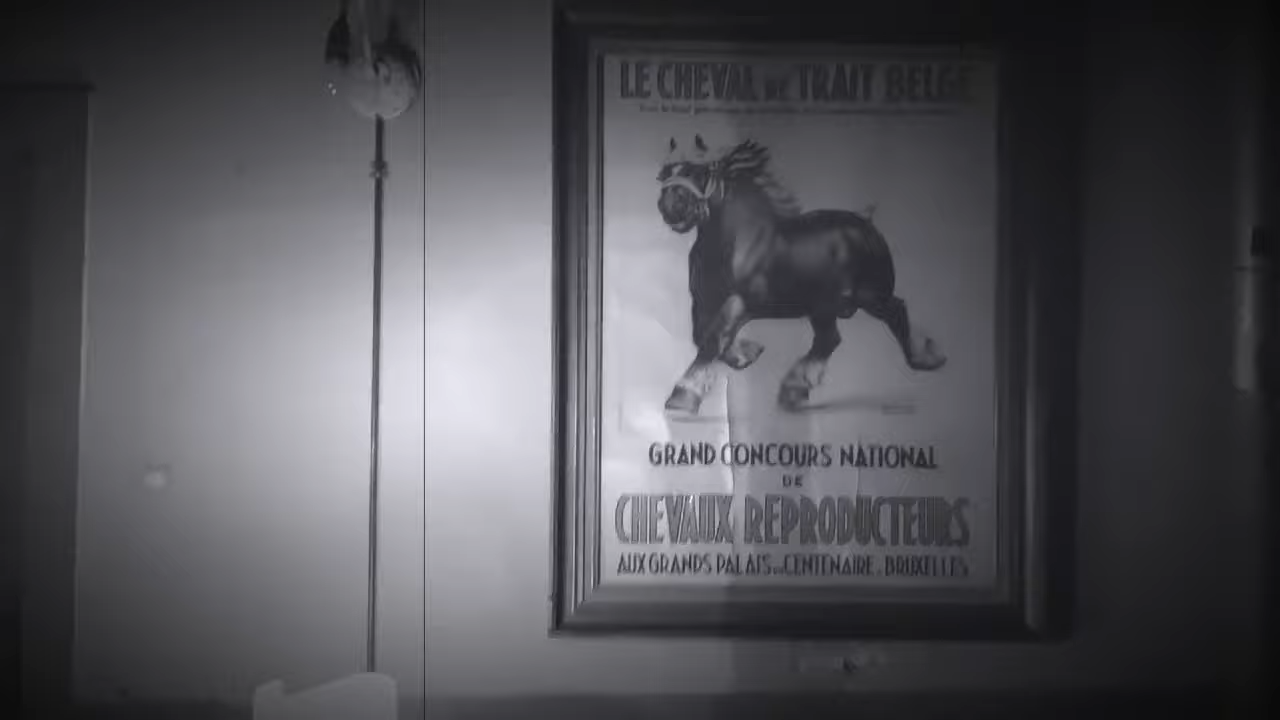 LE CHEVAL DE TRAIT BELGE
GRAND CONCOURS NATIONAL
DE
CHEVAUX REPRODUCTEURS
AUX GRANDS PALAIS DU CENTENAIRE - BRUXELLES